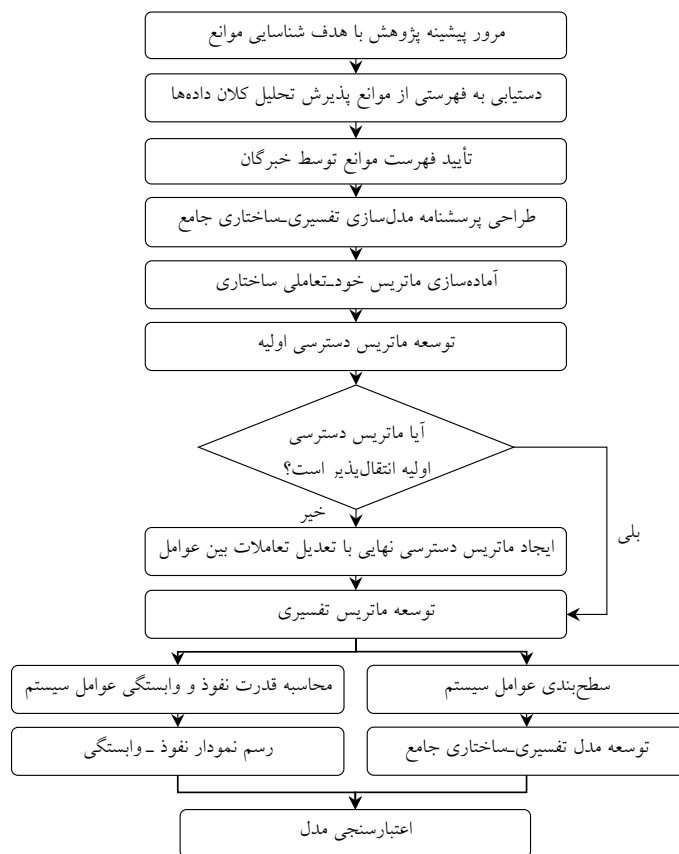 مرور پیشینه پژوهش با هدف شناسایی موانع
دستیابی به فهرستی از موانع پذیرش تحلیل کلان داده‌ها
تأیید فهرست موانع توسط خبرگان
طراحی پرسشنامه مدل‌سازی تفسیری-ساختاری جامع
آماده‌سازی ماتریس خود-تعاملی ساختاری
توسعه ماتریس دسترسی اولیه
آیا ماتریس دسترسی
اولیه انتقال‌پذیر است؟
خیر
بلی
ایجاد ماتریس دسترسی نهایی با تعدیل تعاملات بین عوامل
توسعه ماتریس تفسیری
سطح‌بندی عوامل سیستم
محاسبه قدرت نفوذ و وابستگی عوامل سیستم
توسعه مدل تفسیری-ساختاری جامع
رسم نمودار نفوذ - وابستگی
اعتبارسنجی مدل